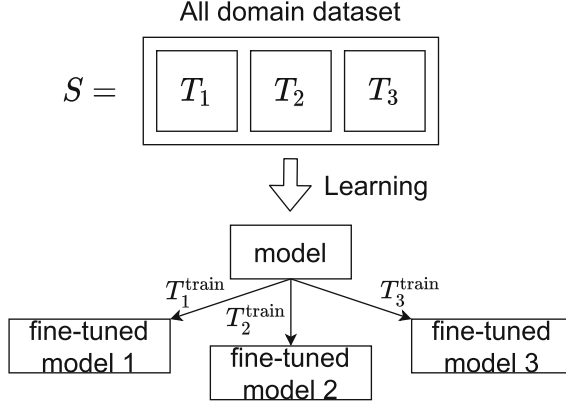 All domain dataset
S = T₁ T₂ T₃
Learning
model
T₁ᵗʳᵃⁱⁿ T₂ᵗʳᵃⁱⁿ T₃ᵗʳᵃⁱⁿ
fine-tuned
model 1
fine-tuned
model 2
fine-tuned
model 3